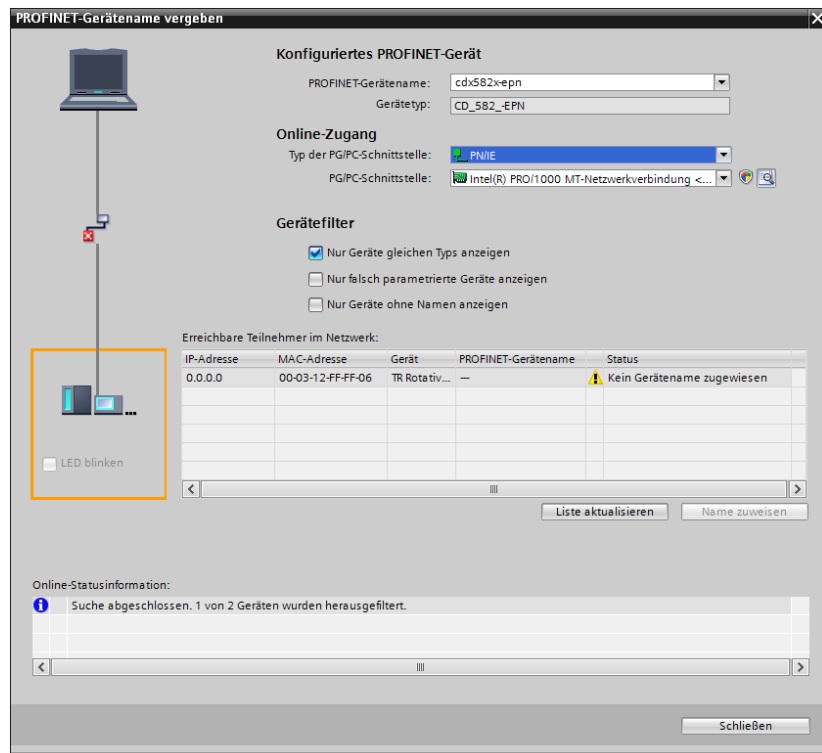 PROFINET-Gerätename vergeben
Konfiguriertes PROFINET-Gerät
PROFINET-Gerätename: cdx582x-epn
Gerätetyp: CD_582_-EPN
Online-Zugang
Typ der PG/PC-Schnittstelle: PN/IE
PG/PC-Schnittstelle: Intel(R) PRO/1000 MT-Netzwerkverbindung <...
Gerätefilter
Nur Geräte gleichen Typs anzeigen
Nur falsch parametrierte Geräte anzeigen
Nur Geräte ohne Namen anzeigen
Erreichbare Teilnehmer im Netzwerk:
IP-Adresse MAC-Adresse Gerät PROFINET-Gerätename Status
0.0.0.0 00-03-12-FF-FF-06 TR Rotativ... — Kein Gerätename zugewiesen
LED blinken
Liste aktualisieren Name zuweisen
Online-Statusinformation:
Suche abgeschlossen. 1 von 2 Geräten wurden herausgefiltert.
Schließen